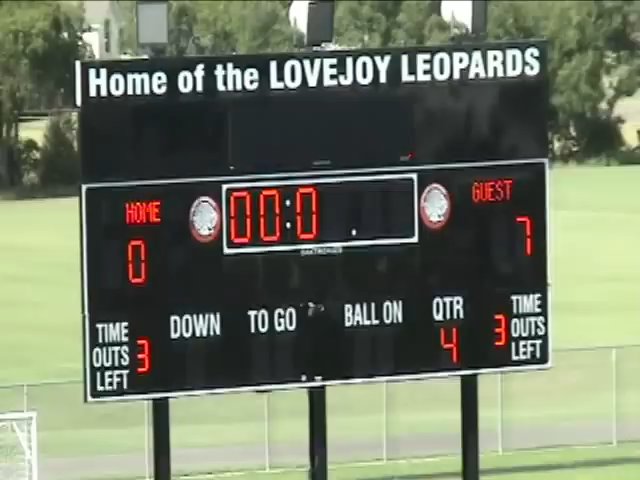 Home of the LOVEJOY LEOPARDS
HOME 00:0 GUEST
0 7
DOWN TO GO BALL ON QTR
TIME OUTS LEFT 3 4 3 TIME OUTS LEFT